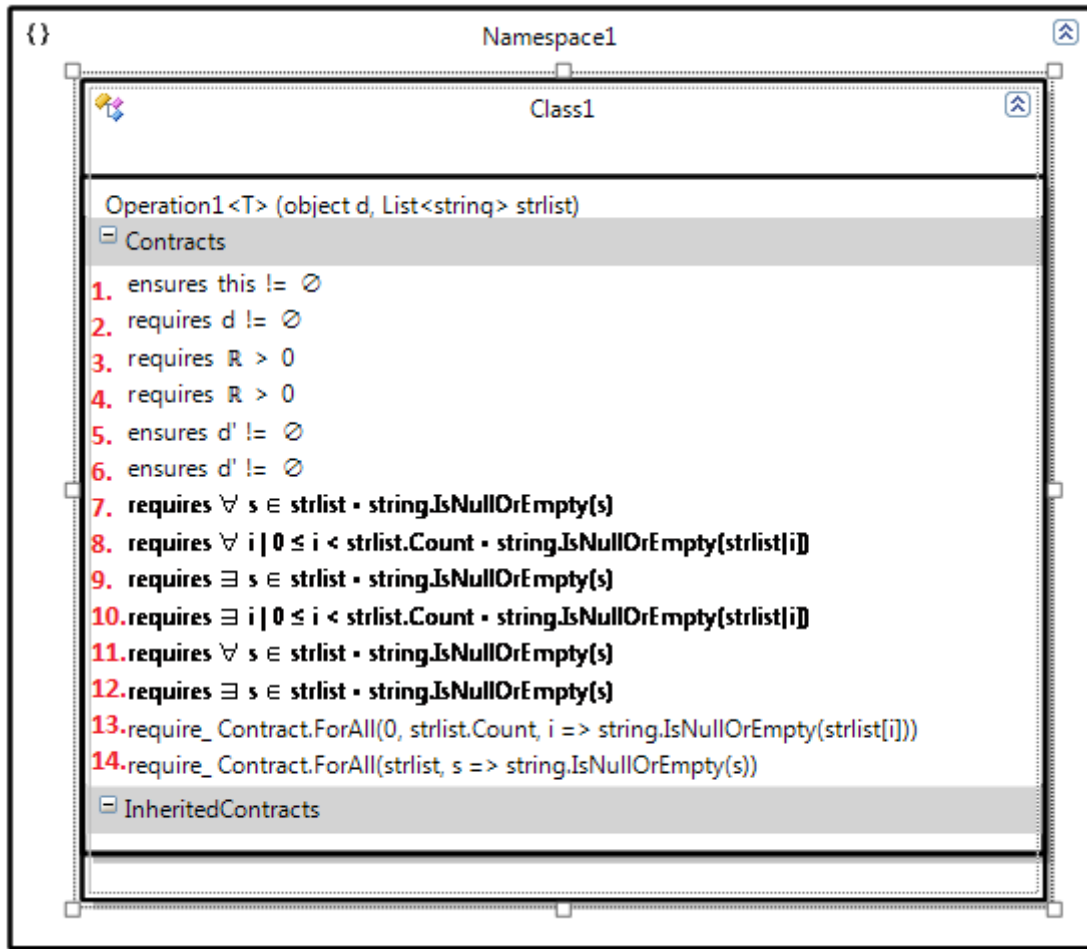 {} Namespace1
Class1
Operation1<T> (object d, List<string> strlist)
Contracts
1. ensures this != ∅
2. requires d != ∅
3. requires ℝ > 0
4. requires ℝ > 0
5. ensures d' != ∅
6. ensures d' != ∅
7. requires ∀ s ∈ strlist ▪ string.IsNullOrEmpty(s)
8. requires ∀ i | 0 ≤ i < strlist.Count ▪ string.IsNullOrEmpty(strlist[i])
9. requires ∃ s ∈ strlist ▪ string.IsNullOrEmpty(s)
10. requires ∃ i | 0 ≤ i < strlist.Count ▪ string.IsNullOrEmpty(strlist[i])
11. requires ∀ s ∈ strlist ▪ string.IsNullOrEmpty(s)
12. requires ∃ s ∈ strlist ▪ string.IsNullOrEmpty(s)
13. require_ Contract.ForAll(0, strlist.Count, i => string.IsNullOrEmpty(strlist[i]))
14. require_ Contract.ForAll(strlist, s => string.IsNullOrEmpty(s))
InheritedContracts